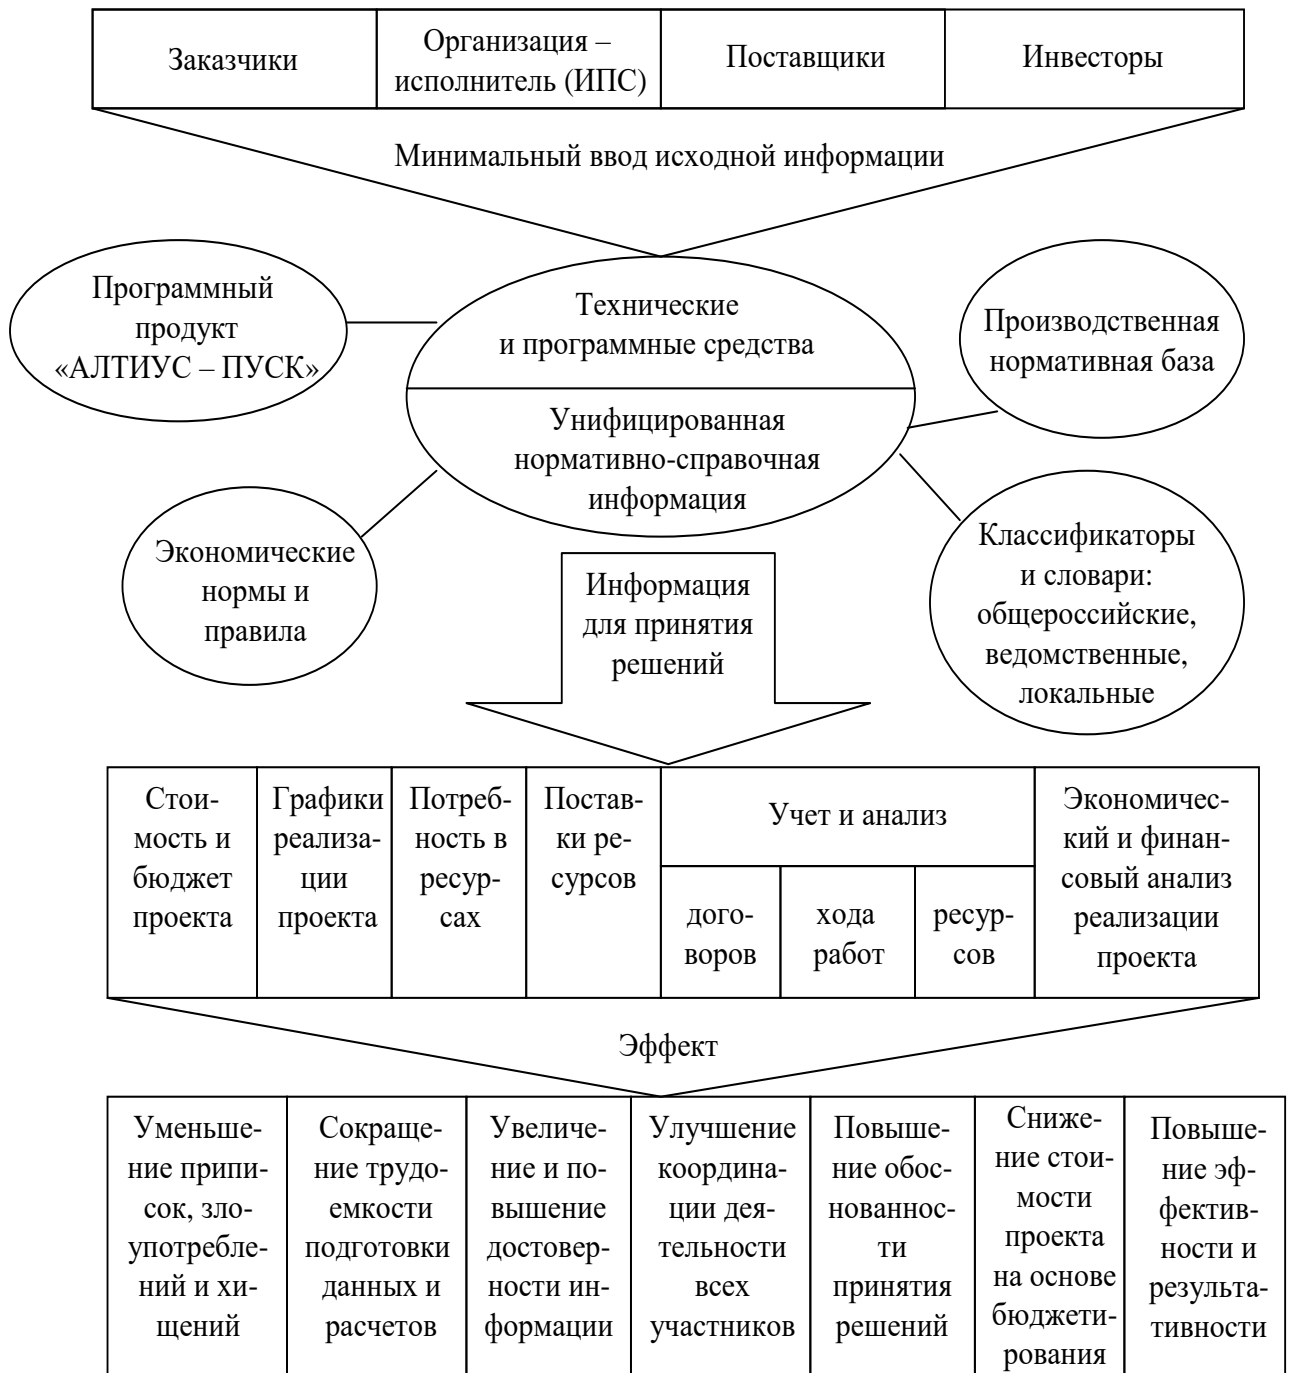 Заказчики
Организация –
исполнитель (ИПС)
Поставщики
Инвесторы
Минимальный ввод исходной информации
Программный
продукт
«АЛТИУС – ПУСК»
Технические
и программные средства
Производственная
нормативная база
Унифицированная
нормативно-справочная
информация
Экономические
нормы и
правила
Классификаторы
и словари:
общероссийские,
ведомственные,
локальные
Информация
для принятия
решений
Стои-
мость и
бюджет
проекта
Графики
реализа-
ции
проекта
Потреб-
ность в
ресур-
сах
Постав-
ки ре-
сурсов
Учет и анализ
дого-
воров
хода
работ
ресур-
сов
Экономичес-
кий и финан-
совый анализ
реализации
проекта
Эффект
Уменьше-
ние припи-
сок, зло-
употребле-
ний и хи-
щений
Сокраще-
ние трудо-
емкости
подготовки
данных и
расчетов
Увеличе-
ние и по-
вышение
достовер-
ности ин-
формации
Улучшение
координа-
ции дея-
тельности
всех
участников
Повыше-
ние обос-
нованнос-
ти
принятия
решений
Сниже-
ние стои-
мости
проекта
на основе
бюджети-
рования
Повыше-
ние эф-
фектив-
ности и
результа-
тивности